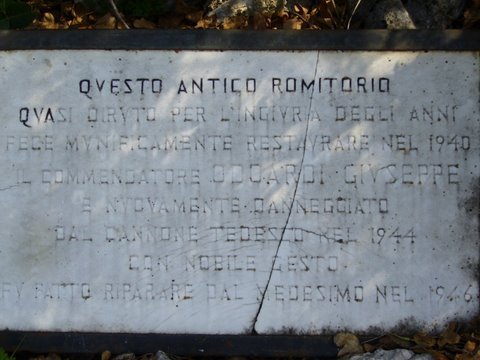 QVESTO ANTICO ROMITORIO
QVASI DIRVTO PER L'INGIVRIA DEGLI ANNI
FECE MVNIFICAMENTE RESTAVRARE NEL 1940
IL COMMENDATORE ODOARDI GIVSEPPE
E NVOVAMENTE DANNEGGIATO
DAL CANNONE TEDESCO NEL 1944
CON NOBILE GESTO
FV FATTO RIPARARE DAL MEDESIMO NEL 1946